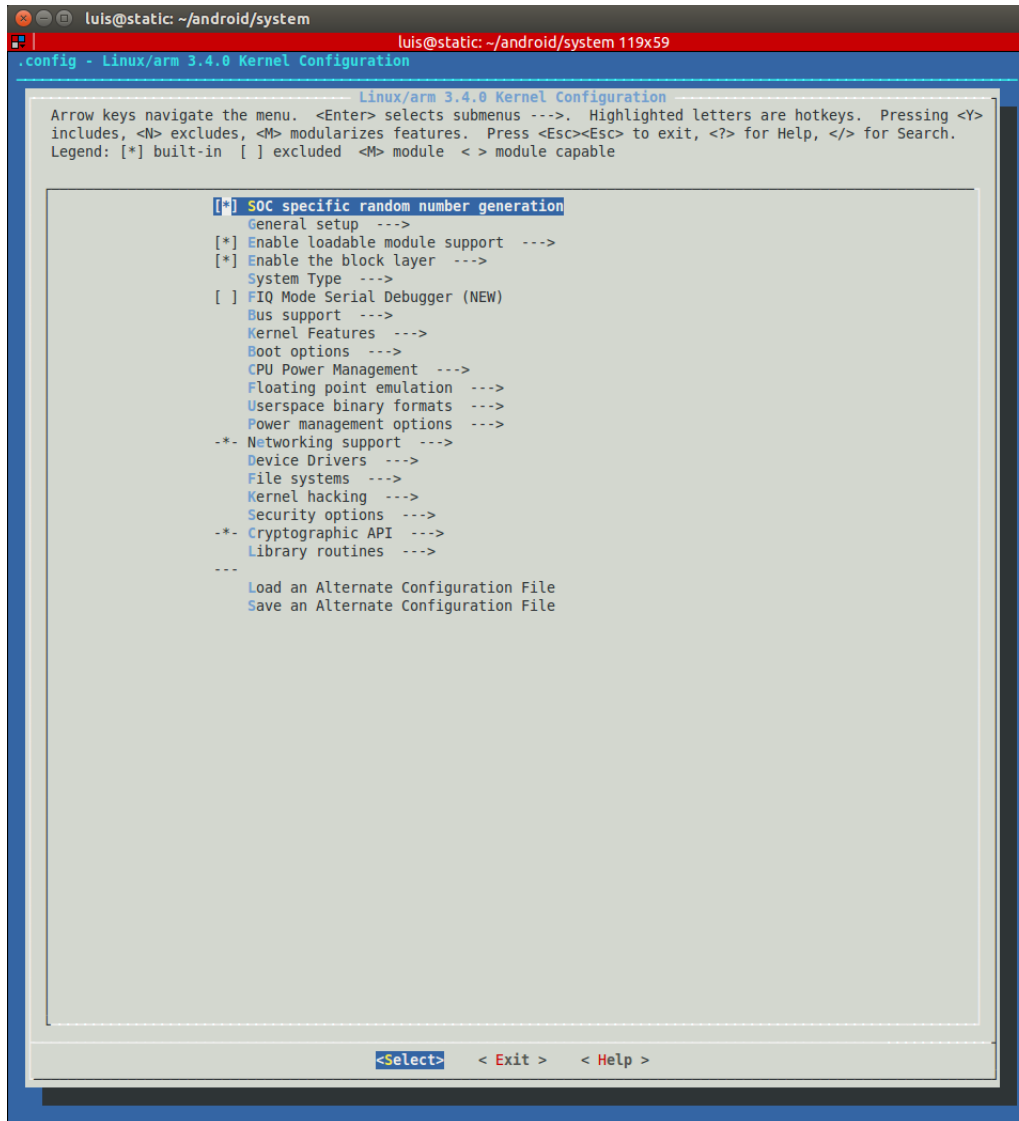 luis@static: ~/android/system
luis@static: ~/android/system 119x59
.config - Linux/arm 3.4.0 Kernel Configuration
Linux/arm 3.4.0 Kernel Configuration
Arrow keys navigate the menu.  <Enter> selects submenus --->.  Highlighted letters are hotkeys.  Pressing <Y>
includes, <N> excludes, <M> modularizes features.  Press <Esc><Esc> to exit, <?> for Help, </> for Search.
Legend: [*] built-in  [ ] excluded  <M> module  < > module capable
[*] SOC specific random number generation
General setup  --->
[*] Enable loadable module support  --->
[*] Enable the block layer  --->
System Type  --->
[ ] FIQ Mode Serial Debugger (NEW)
Bus support  --->
Kernel Features  --->
Boot options  --->
CPU Power Management  --->
Floating point emulation  --->
Userspace binary formats  --->
Power management options  --->
-*- Networking support  --->
Device Drivers  --->
File systems  --->
Kernel hacking  --->
Security options  --->
-*- Cryptographic API  --->
Library routines  --->
---
Load an Alternate Configuration File
Save an Alternate Configuration File
<Select>    < Exit >    < Help >